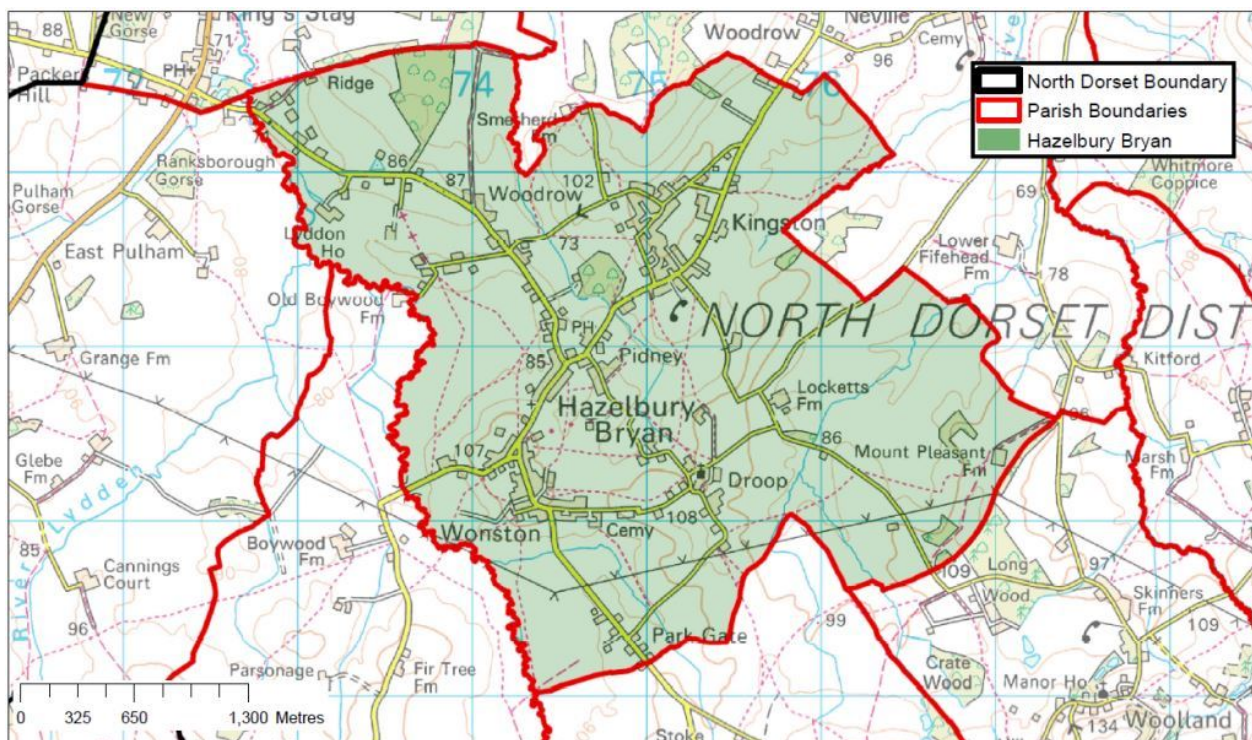 New
Gorse
King's Stag
88
71
PH
Packers
Hill
Ridge
74
75
76
Woodrow
Neville
Cemy
96
North Dorset Boundary
Parish Boundaries
Hazelbury Bryan
Whitmore
Coppice
Ranksborough
Gorse
Pulham
Gorse
86
87
Woodrow
102
69
East Pulham
Lyddon
Ho
73
Kingston
Lower
Fifehead
Fm
78
Old Boywood
Fm
80
NORTH DORSET DIST
PH
Pidney
85
Grange Fm
Kitford
Locketts
Fm
Hazelbury
Bryan
86
Mount Pleasant
Fm
Marsh
Fm
107
Glebe
Fm
River Lydden
Droop
85
Wonston
Cemy
108
Boywood
Fm
Cannings
Court
96
109
Long
Wood
97
Skinners
Fm
109
99
Park Gate
Parsonage
Fir Tree
Fm
Crate
Wood
Manor Ho
134
Woolland
Stoke
0 325 650 1,300 Metres